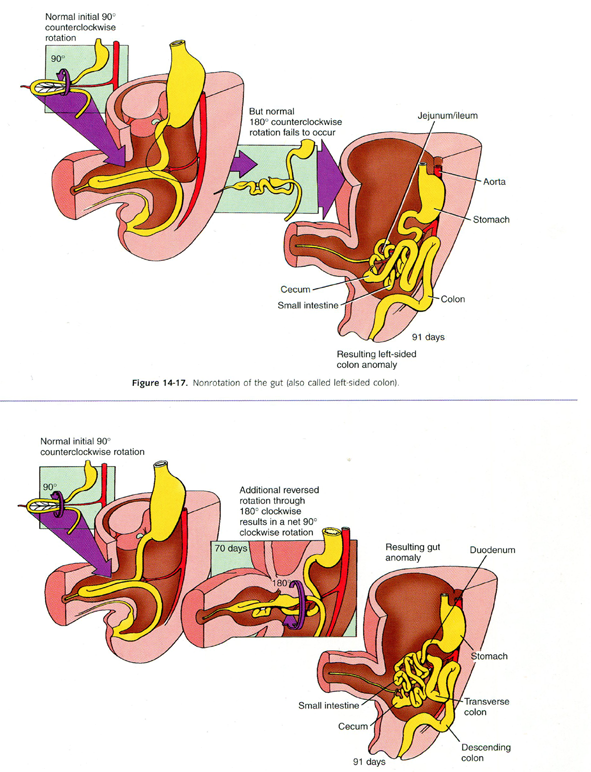 Normal initial 90°
counterclockwise
rotation
90°
But normal
180° counterclockwise
rotation fails to occur
Jejunum/ileum
Aorta
Stomach
Cecum
Small intestine
Colon
91 days
Resulting left-sided
colon anomaly
Figure 14-17. Nonrotation of the gut (also called left-sided colon).
Normal initial 90°
counterclockwise rotation
90°
Additional reversed
rotation through
180° clockwise
results in a net 90°
clockwise rotation
70 days
180°
Resulting gut
anomaly
Duodenum
Stomach
Small intestine
Transverse
colon
Cecum
Descending
colon
91 days